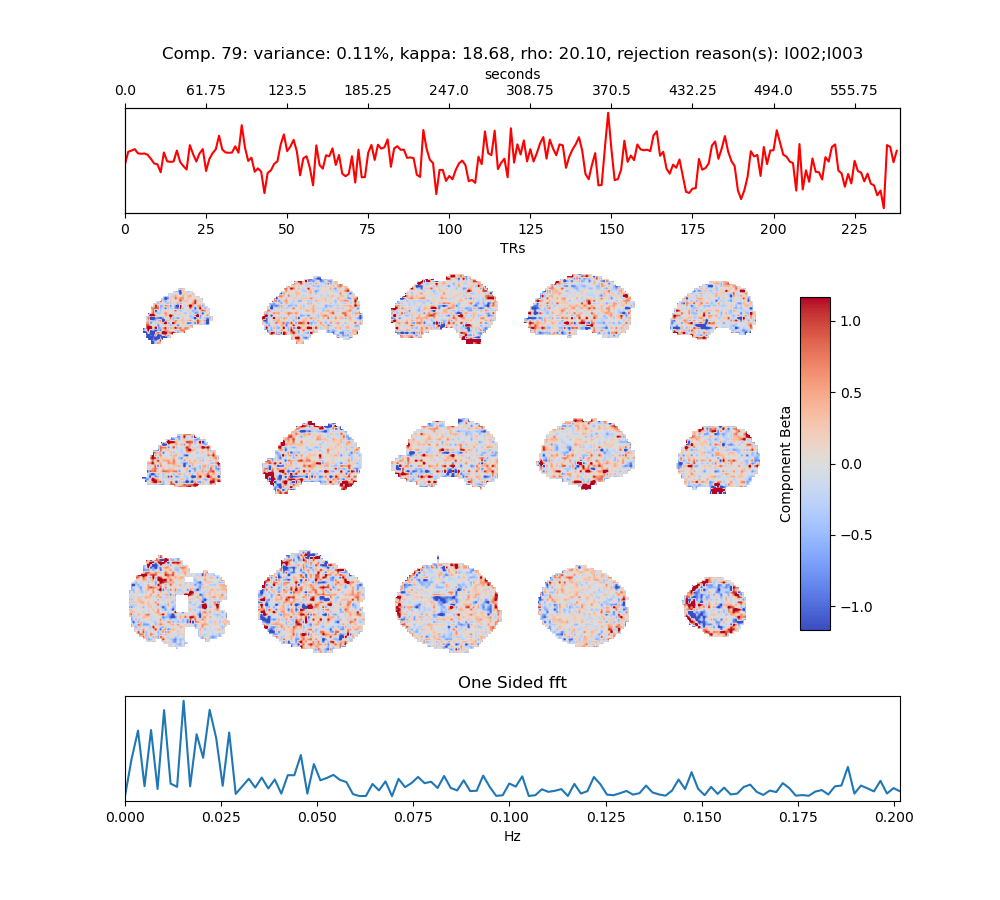 Comp. 79: variance: 0.11%, kappa: 18.68, rho: 20.10, rejection reason(s): I002;I003
seconds
0.0 61.75 123.5 185.25 247.0 308.75 370.5 432.25 494.0 555.75
0 25 50 75 100 125 150 175 200 225
TRs
1.0
0.5
0.0
−0.5
−1.0
Component Beta
One Sided fft
0.000 0.025 0.050 0.075 0.100 0.125 0.150 0.175 0.200
Hz